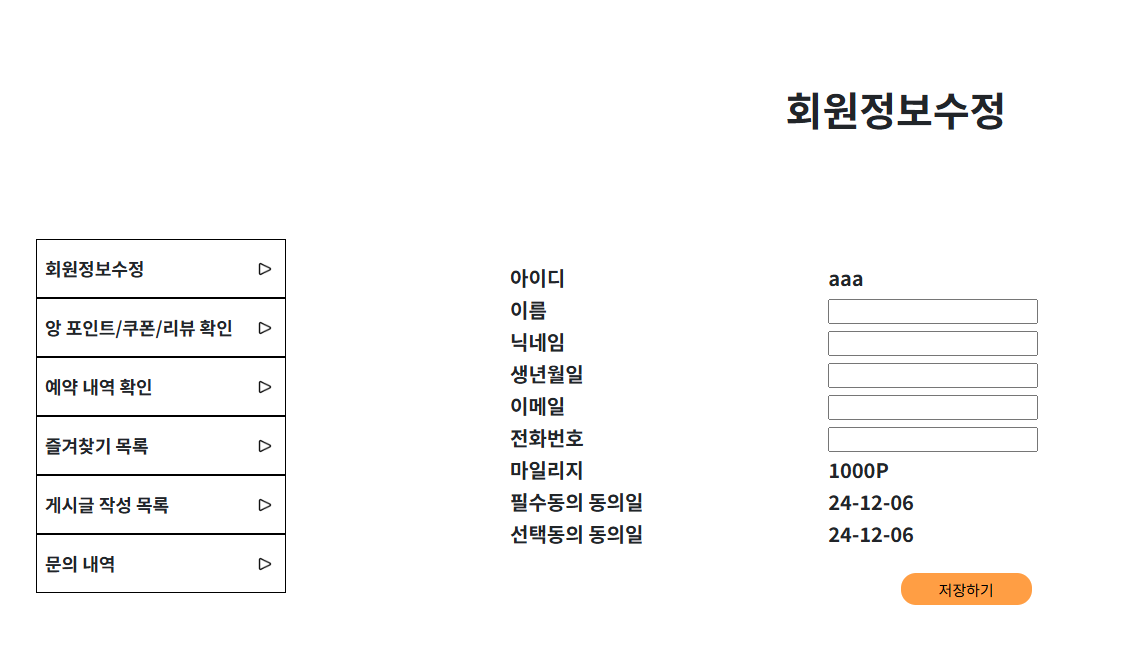 회원정보수정
회원정보수정
앙 포인트/쿠폰/리뷰 확인
예약 내역 확인
즐겨찾기 목록
게시글 작성 목록
문의 내역
아이디 aaa
이름
닉네임
생년월일
이메일
전화번호
마일리지 1000P
필수동의 동의일 24-12-06
선택동의 동의일 24-12-06
저장하기